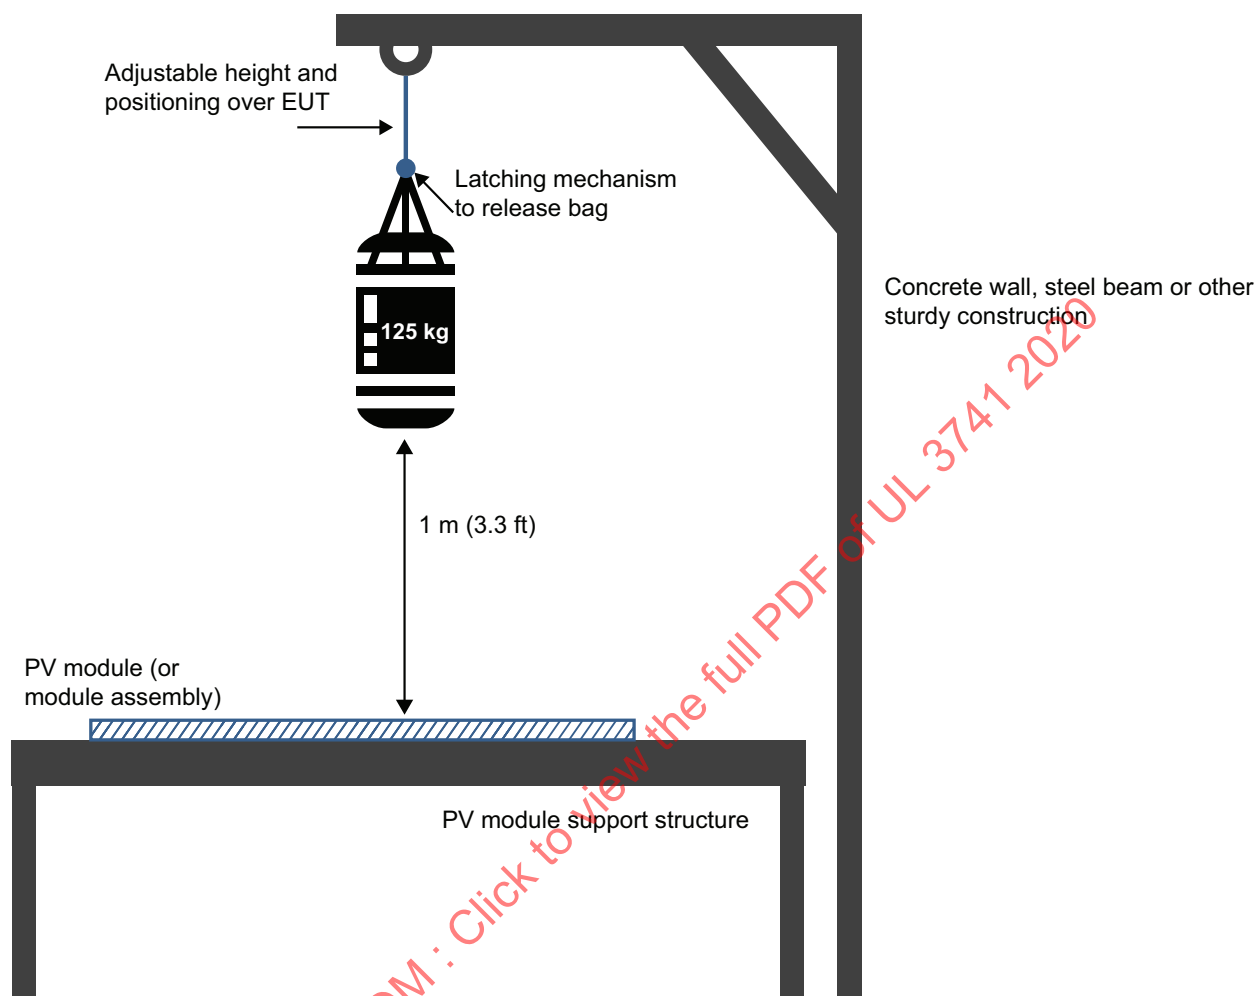 Adjustable height and
positioning over EUT
Latching mechanism
to release bag
Concrete wall, steel beam or other
sturdy construction
125 kg
1 m (3.3 ft)
PV module (or
module assembly)
PV module support structure
: Click to view the full PDF of UL 3741 2020